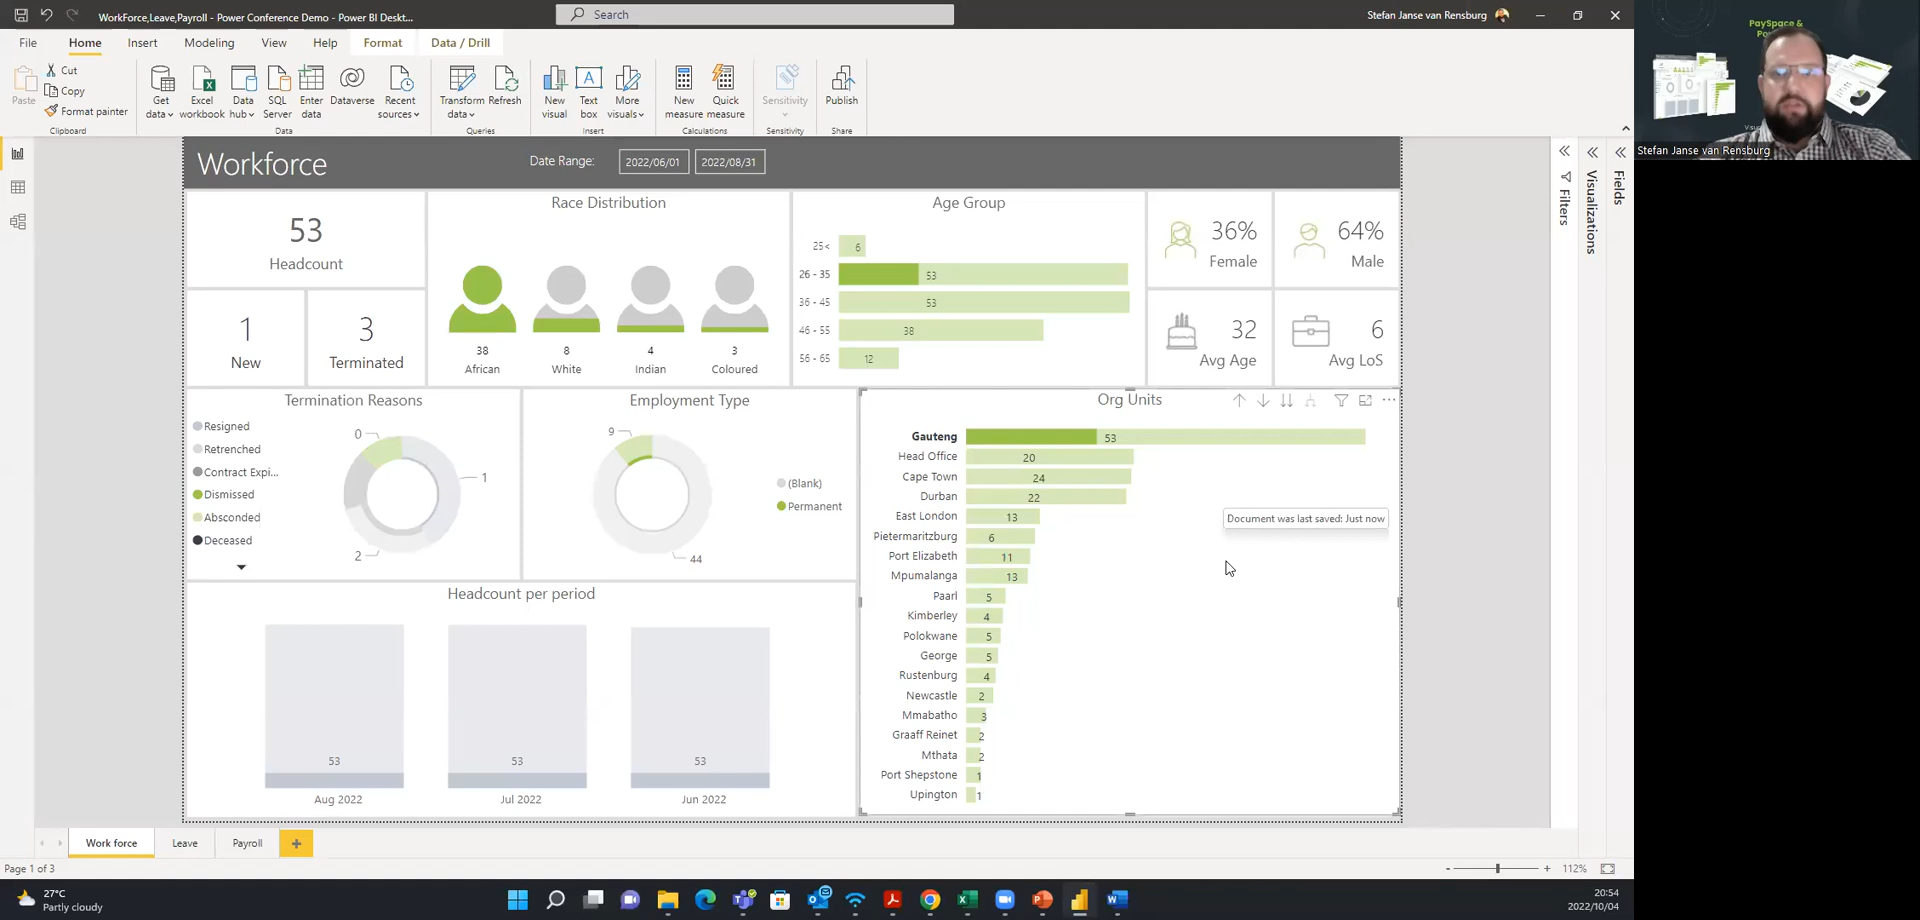 WorkForce,Leave,Payroll - Power Conference Demo - Power BI Deskt...
Search
Stefan Janse van Rensburg
File Home Insert Modeling View Help Format Data / Drill
Paste
Cut
Copy
Format painter
Clipboard
Get data
Excel workbook
Data hub
SQL Server
Enter data
Dataverse
Recent sources
Data
Transform data
Refresh
Queries
New visual
Text box
More visuals
Insert
New measure
Quick measure
Calculations
Sensitivity
Sensitivity
Publish
Share
Workforce
Date Range: 2022/06/01 2022/08/31
53
Headcount
1
New
3
Terminated
Race Distribution
38 8 4 3
African White Indian Coloured
Age Group
25< 6
26 - 35 53
36 - 45 53
46 - 55 38
56 - 65 12
36%
Female
64%
Male
32
Avg Age
6
Avg LoS
Termination Reasons
Resigned
Retrenched
Contract Expi...
Dismissed
Absconded
Deceased
0
1
2
Employment Type
9
44
(Blank)
Permanent
Headcount per period
53 53 53
Aug 2022 Jul 2022 Jun 2022
Org Units
Gauteng 53
Head Office 20
Cape Town 24
Durban 22
East London 13
Pietermaritzburg 6
Port Elizabeth 11
Mpumalanga 13
Paarl 5
Kimberley 4
Polokwane 5
George 5
Rustenburg 4
Newcastle 2
Mmabatho 3
Graaff Reinet 2
Mthata 2
Port Shepstone 1
Upington 1
Document was last saved: Just now
Filters
Visualizations
Fields
PaySpace &
Stefan Janse van Rensburg
Work force Leave Payroll +
Page 1 of 3
- + 112%
27°C
Partly cloudy
20:54
2022/10/04